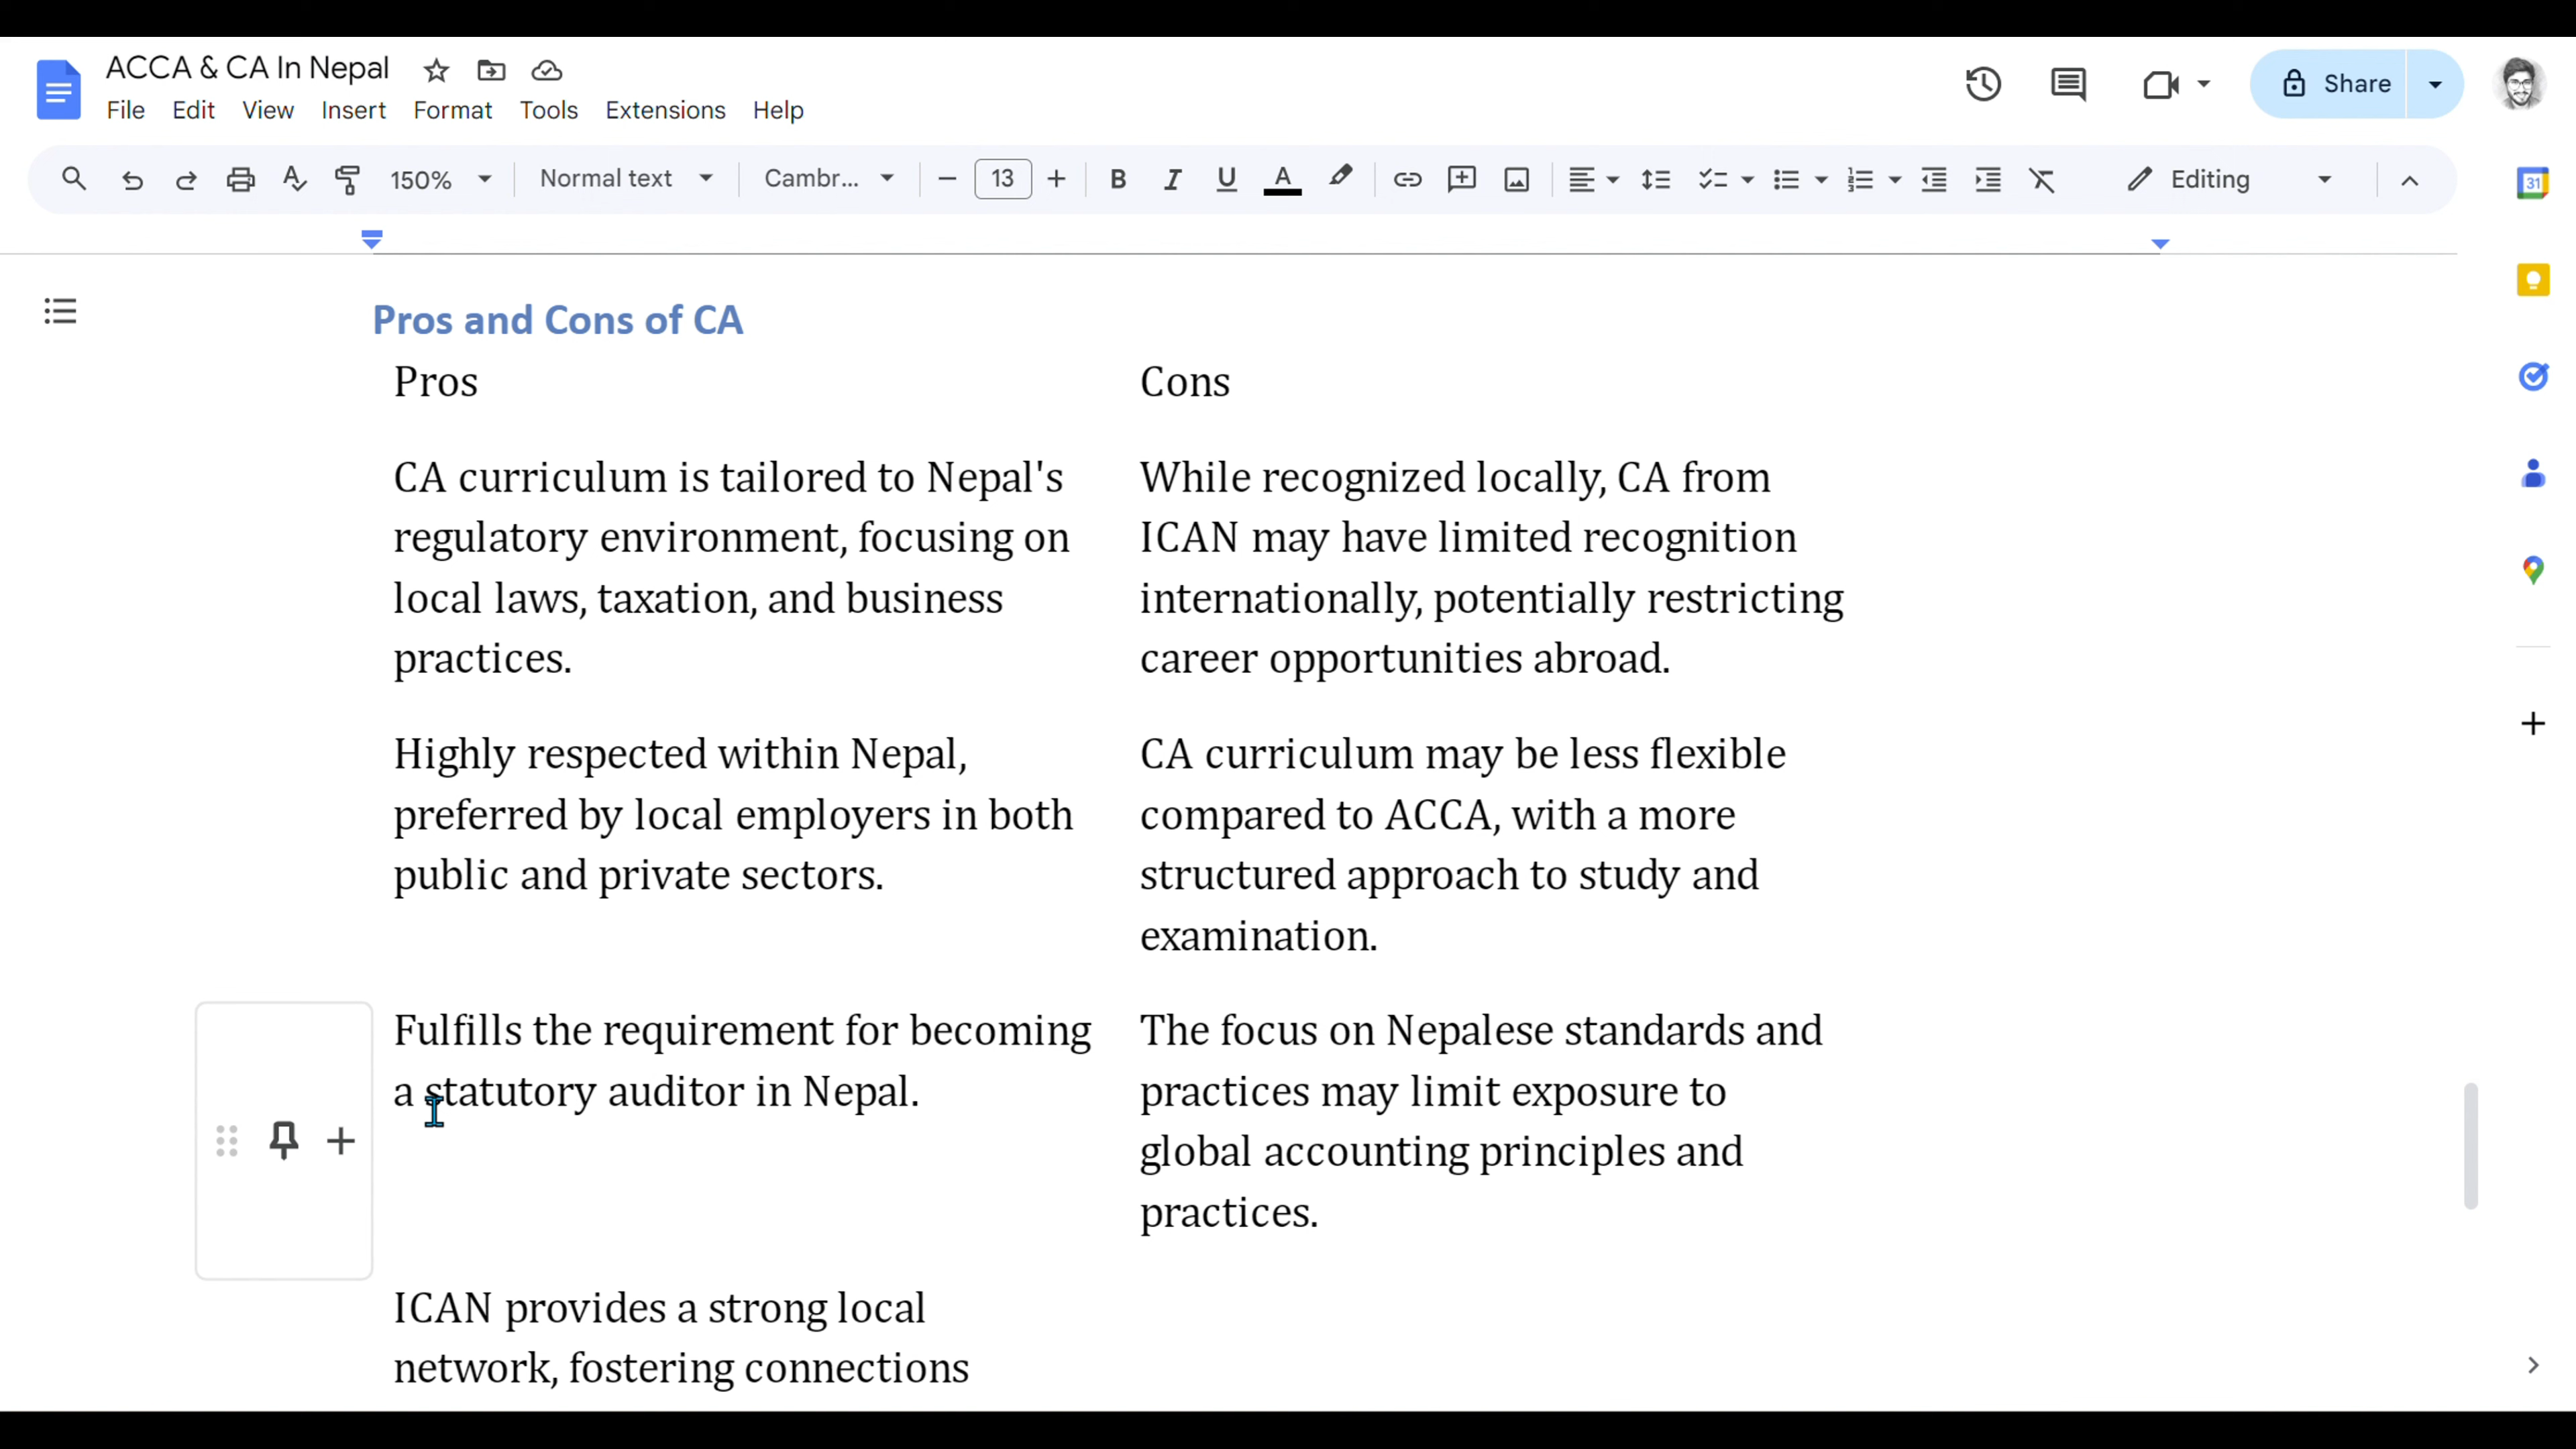 ACCA & CA In Nepal
File Edit View Insert Format Tools Extensions Help
Share
150% Normal text Cambr... 13 Editing
31
Pros and Cons of CA
Pros
Cons
CA curriculum is tailored to Nepal's
regulatory environment, focusing on
local laws, taxation, and business
practices.
While recognized locally, CA from
ICAN may have limited recognition
internationally, potentially restricting
career opportunities abroad.
Highly respected within Nepal,
preferred by local employers in both
public and private sectors.
CA curriculum may be less flexible
compared to ACCA, with a more
structured approach to study and
examination.
Fulfills the requirement for becoming
a statutory auditor in Nepal.
The focus on Nepalese standards and
practices may limit exposure to
global accounting principles and
practices.
ICAN provides a strong local
network, fostering connections